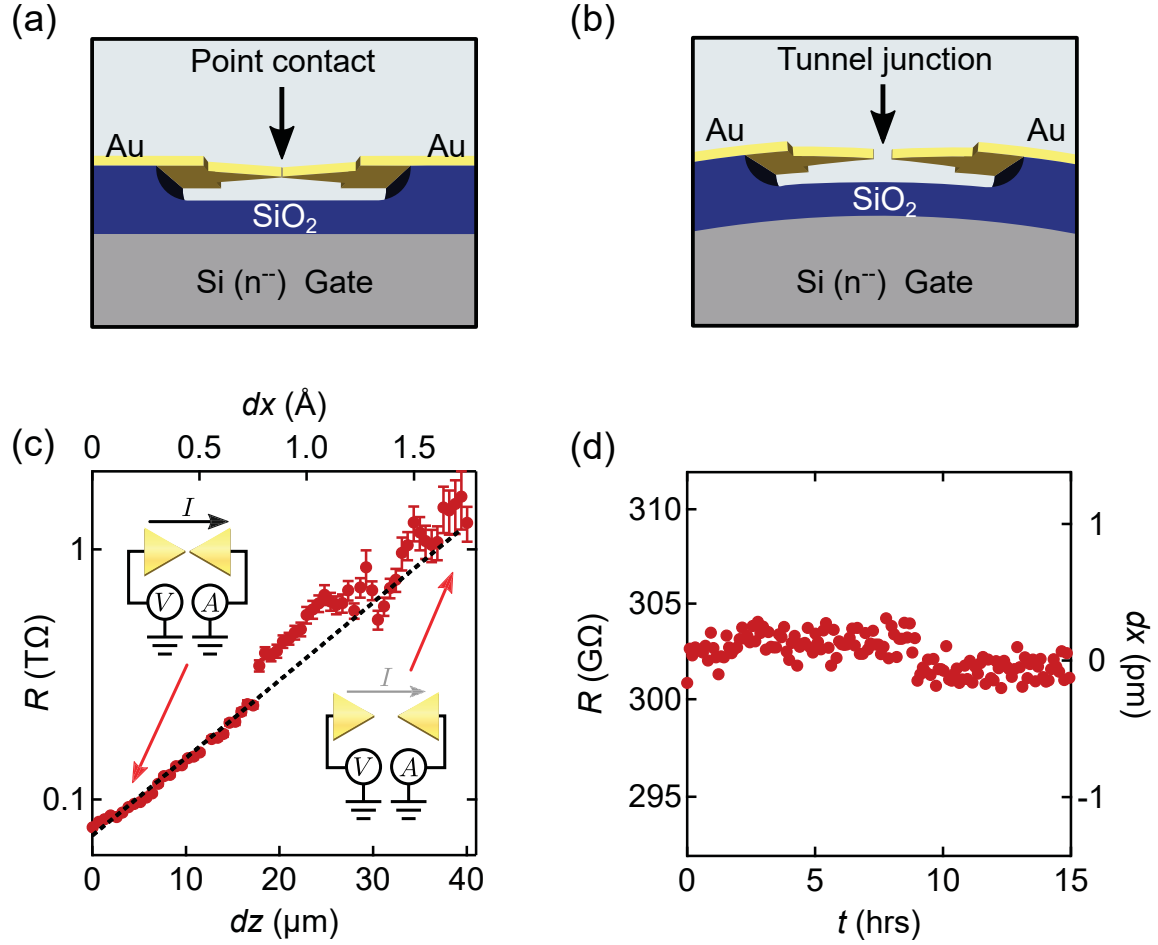 (a)
Point contact
Au
Au
SiO₂
Si (n⁻⁻) Gate
(b)
Tunnel junction
Au
Au
SiO₂
Si (n⁻⁻) Gate
(c)
dx (Å)
0 0.5 1.0 1.5
R (TΩ)
1
0.1
I
V A
I
V A
0 10 20 30 40
dz (µm)
(d)
R (GΩ)
310
305
300
295
1
0
-1
dx (pm)
0 5 10 15
t (hrs)